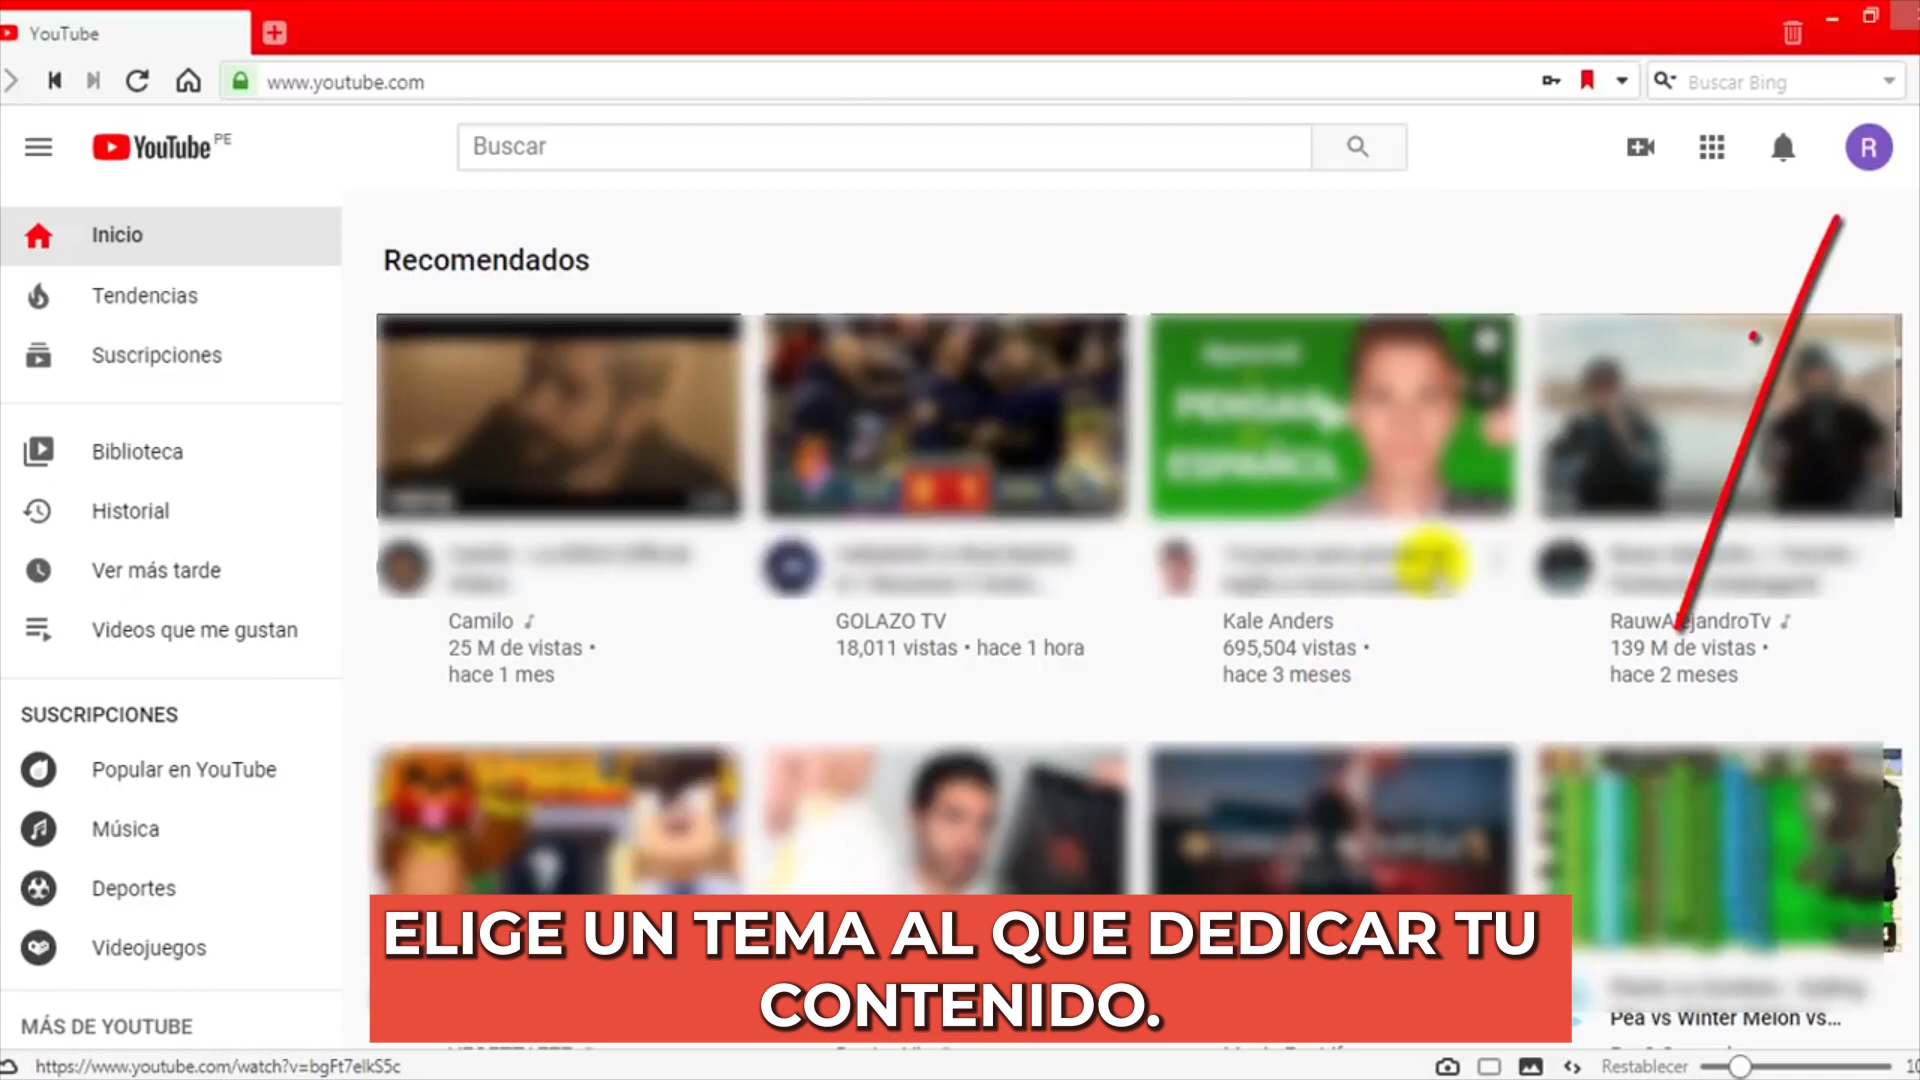 YouTube
www.youtube.com
Buscar Bing
YouTube PE
Buscar
R
Inicio
Tendencias
Suscripciones
Biblioteca
Historial
Ver más tarde
Videos que me gustan
SUSCRIPCIONES
Popular en YouTube
Música
Deportes
Videojuegos
MÁS DE YOUTUBE
Recomendados
Camilo
25 M de vistas •
hace 1 mes
GOLAZO TV
18,011 vistas • hace 1 hora
PENSAR
ESPAÑOL
Kale Anders
695,504 vistas •
hace 3 meses
RauwAlejandroTv
139 M de vistas •
hace 2 meses
Pea vs Winter Melon vs...
ELIGE UN TEMA AL QUE DEDICAR TU
CONTENIDO.
https://www.youtube.com/watch?v=bgFt7elkS5c
Restablecer